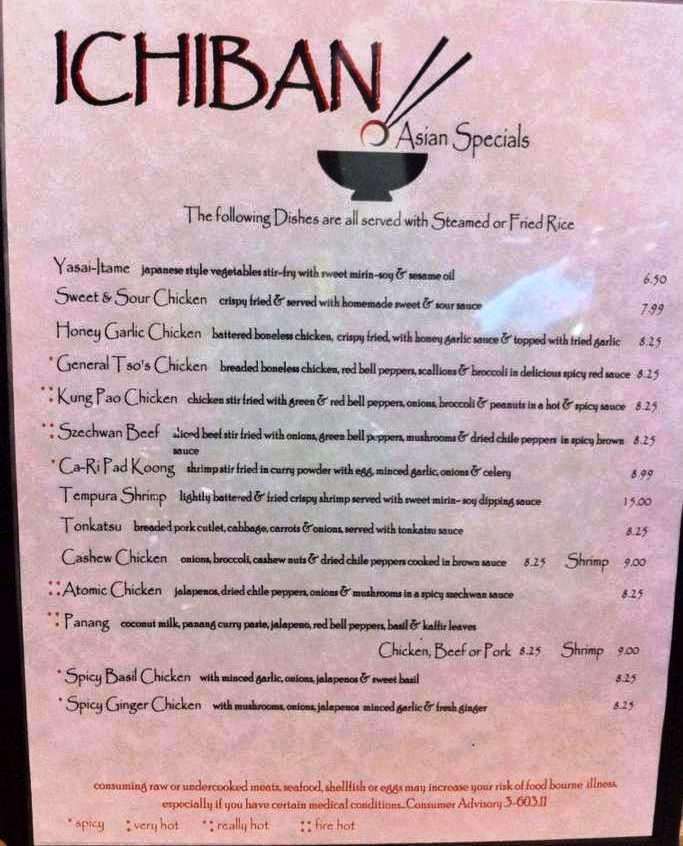 ICHIBAN
Asian Specials
The following Dishes are all served with Steamed or Fried Rice
Yasai-Itame japanese style vegetables stir-fry with sweet mirin-soy & sesame oil 6.50
Sweet & Sour Chicken crispy fried & served with homemade sweet & sour sauce 7.99
Honey Garlic Chicken battered boneless chicken, crispy fried, with honey garlic sauce & topped with fried garlic 8.25
* General Tso's Chicken breaded boneless chicken, red bell peppers, scallions & broccoli in delicious spicy red sauce 8.25
** : Kung Pao Chicken chicken stir fried with green & red bell peppers, onions, broccoli & peanuts in a hot & spicy sauce 8.25
** : Szechwan Beef sliced beef stir fried with onions, green bell peppers, mushrooms & dried chile peppers in spicy brown 8.25
sauce
* Ca-Ri Pad Koong shrimp stir fried in curry powder with egg, minced garlic, onions & celery 8.99
Tempura Shrimp lightly battered & fried crispy shrimp served with sweet mirin-soy dipping sauce 15.00
Tonkatsu breaded pork cutlet, cabbage, carrots & onions, served with tonkatsu sauce 8.25
Cashew Chicken onions, broccoli, cashew nuts & dried chile peppers cooked in brown sauce 8.25 Shrimp 9.00
:: Atomic Chicken jalapenos, dried chile peppers, onions & mushrooms in a spicy szechwan sauce 8.25
** : Panang coconut milk, panang curry paste, jalapeno, red bell peppers, basil & kaffir leaves
Chicken, Beef or Pork 8.25 Shrimp 9.00
* Spicy Basil Chicken with minced garlic, onions, jalapenos & sweet basil 8.25
* Spicy Ginger Chicken with mushrooms, onions, jalapenos minced garlic & fresh ginger 8.25
consuming raw or undercooked meats, seafood, shellfish or eggs may increase your risk of food bourne illness,
especially if you have certain medical conditions..Consumer Advisory 3-603.11
* spicy : very hot ** really hot :: fire hot